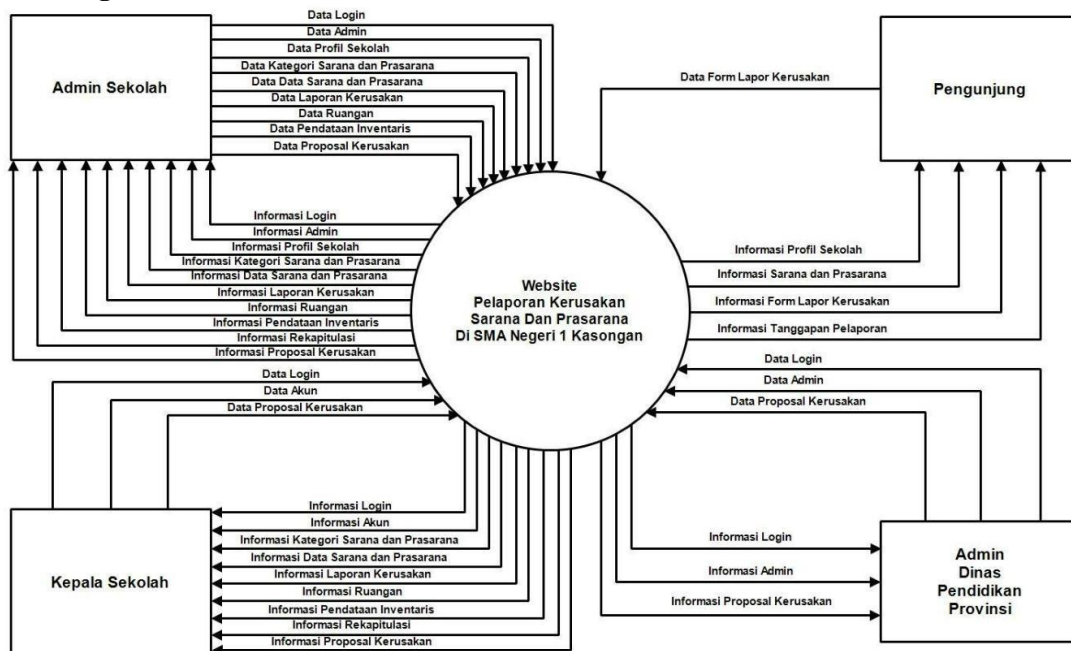 Data Login
Data Admin
Data Profil Sekolah
Data Kategori Sarana dan Prasarana
Data Data Sarana dan Prasarana
Data Laporan Kerusakan
Data Ruangan
Data Pendataan Inventaris
Data Proposal Kerusakan
Admin Sekolah
Data Form Lapor Kerusakan
Pengunjung
Informasi Login
Informasi Admin
Informasi Profil Sekolah
Informasi Kategori Sarana dan Prasarana
Informasi Data Sarana dan Prasarana
Informasi Laporan Kerusakan
Informasi Ruangan
Informasi Pendataan Inventaris
Informasi Rekapitulasi
Informasi Proposal Kerusakan
Website
Pelaporan Kerusakan
Sarana Dan Prasarana
Di SMA Negeri 1 Kasongan
Informasi Profil Sekolah
Informasi Sarana dan Prasarana
Informasi Form Lapor Kerusakan
Informasi Tanggapan Pelaporan
Data Login
Data Akun
Data Proposal Kerusakan
Data Login
Data Admin
Data Proposal Kerusakan
Kepala Sekolah
Informasi Login
Informasi Akun
Informasi Kategori Sarana dan Prasarana
Informasi Data Sarana dan Prasarana
Informasi Laporan Kerusakan
Informasi Ruangan
Informasi Pendataan Inventaris
Informasi Rekapitulasi
Informasi Proposal Kerusakan
Informasi Login
Informasi Admin
Informasi Proposal Kerusakan
Admin
Dinas
Pendidikan
Provinsi